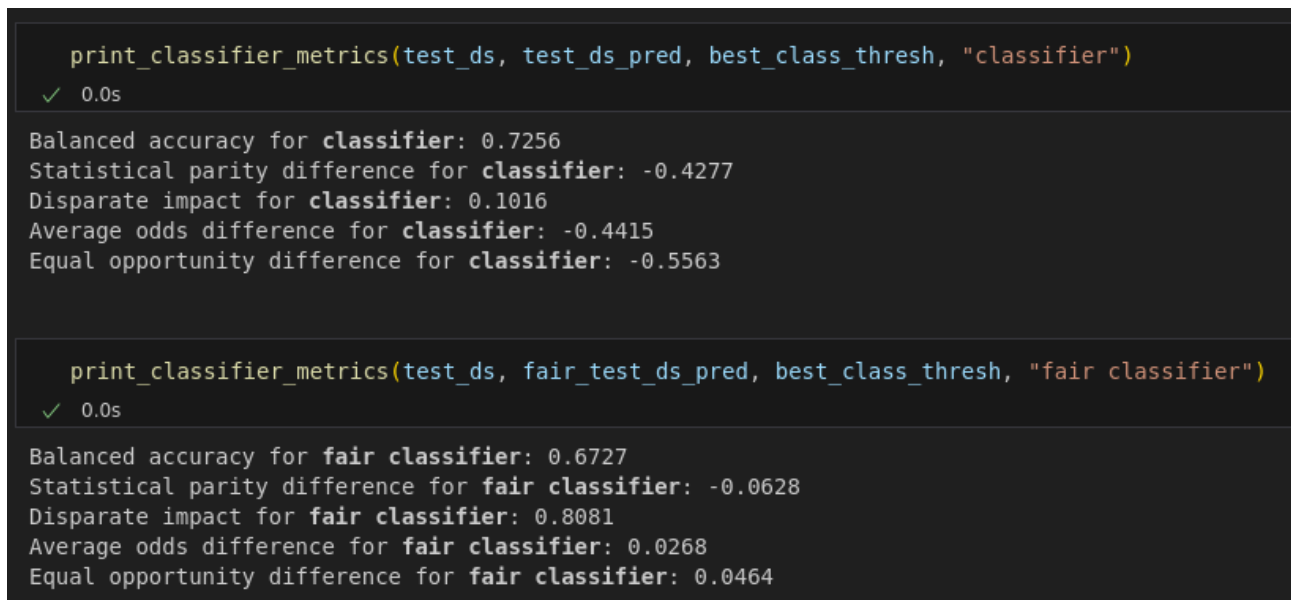 print_classifier_metrics(test_ds, test_ds_pred, best_class_thresh, "classifier")
✓ 0.0s
Balanced accuracy for classifier: 0.7256
Statistical parity difference for classifier: -0.4277
Disparate impact for classifier: 0.1016
Average odds difference for classifier: -0.4415
Equal opportunity difference for classifier: -0.5563
print_classifier_metrics(test_ds, fair_test_ds_pred, best_class_thresh, "fair classifier")
✓ 0.0s
Balanced accuracy for fair classifier: 0.6727
Statistical parity difference for fair classifier: -0.0628
Disparate impact for fair classifier: 0.8081
Average odds difference for fair classifier: 0.0268
Equal opportunity difference for fair classifier: 0.0464